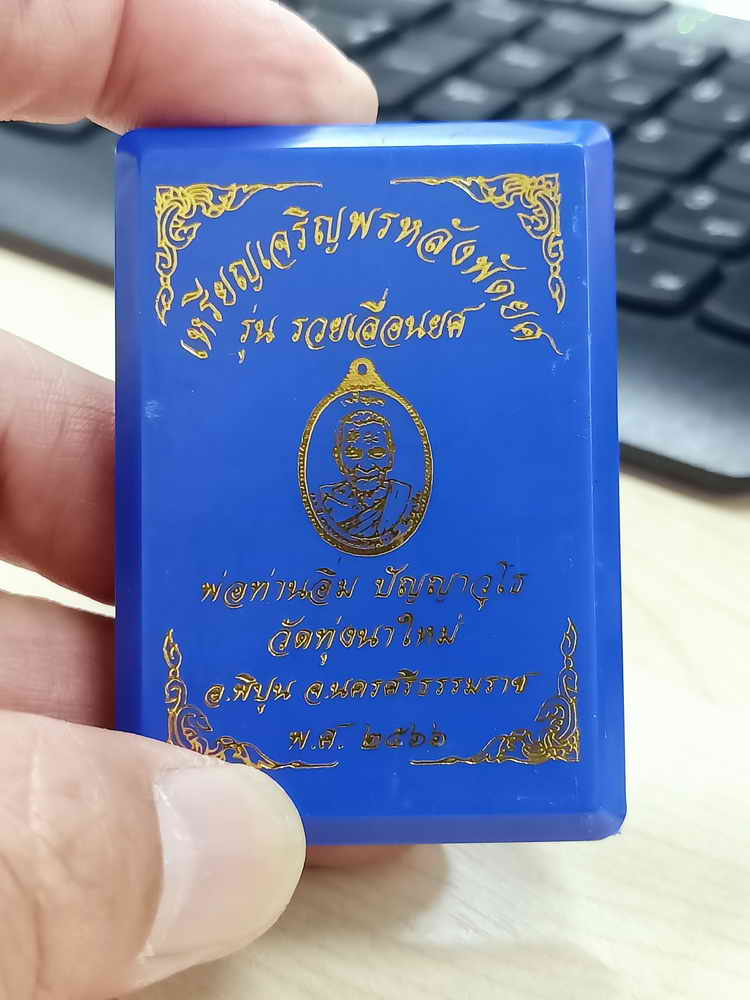 เหรียญเจริญพรหลังพัดยศ
รุ่น รวยเลื่อนยศ
พ่อท่านอิม ปัญญาวุโธ
วัดทุ่งนาใหม่
อ.พิปูน จ.นครศรีธรรมราช
พ.ศ. ๒๕๖๖